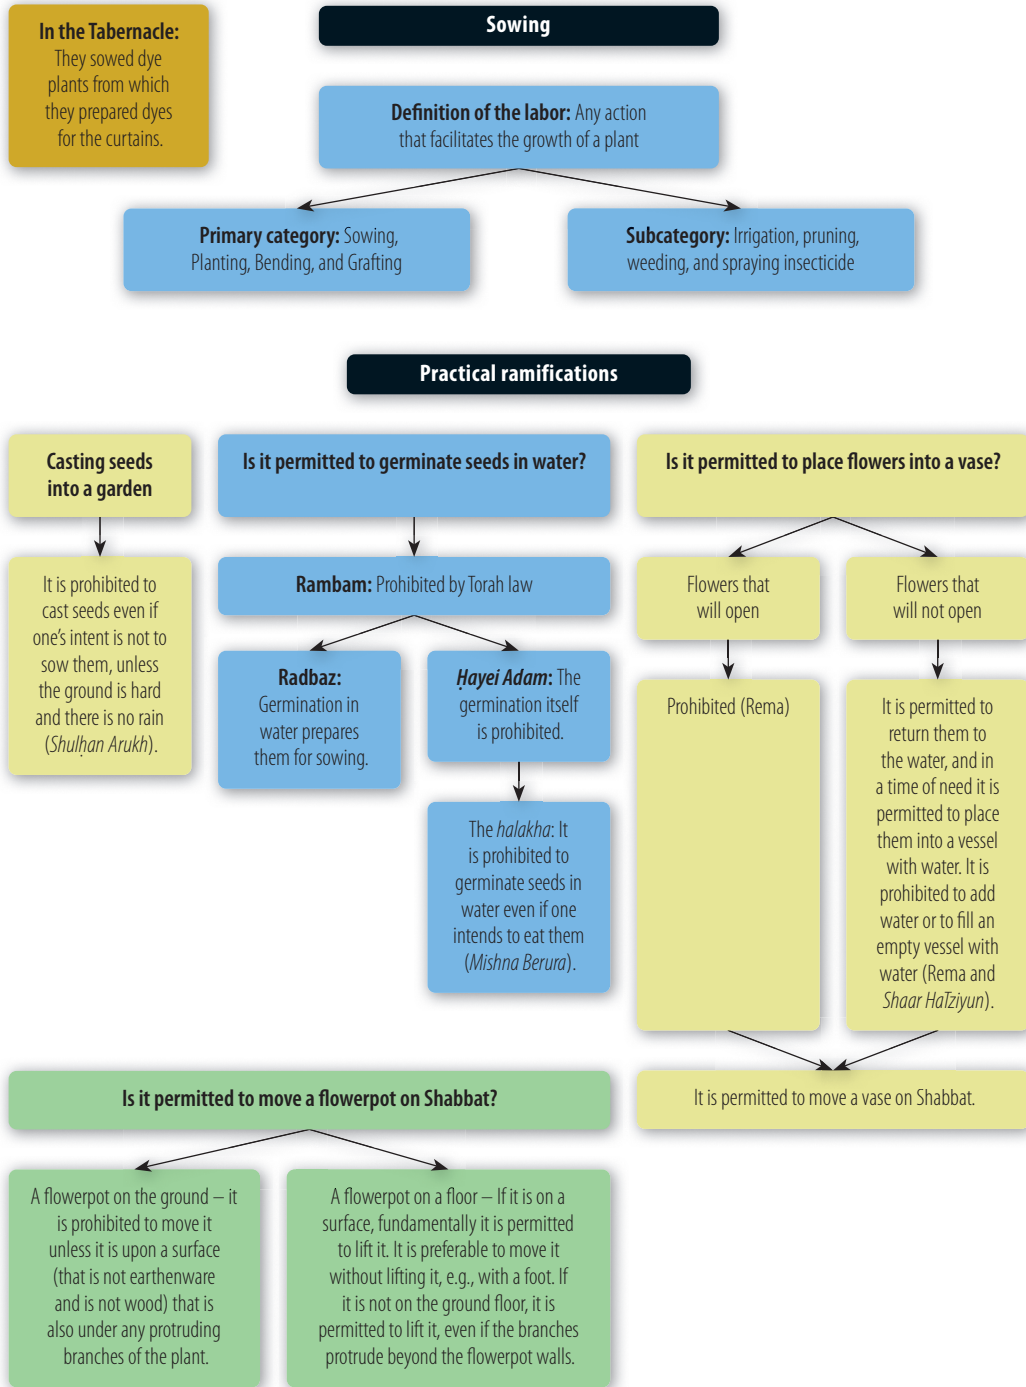 In the Tabernacle:
They sowed dye
plants from which
they prepared dyes
for the curtains.
Sowing
Definition of the labor: Any action
that facilitates the growth of a plant
Primary category: Sowing,
Planting, Bending, and Grafting
Subcategory: Irrigation, pruning,
weeding, and spraying insecticide
Practical ramifications
Casting seeds
into a garden
It is prohibited to
cast seeds even if
one's intent is not to
sow them, unless
the ground is hard
and there is no rain
(Shulḥan Arukh).
Is it permitted to germinate seeds in water?
Rambam: Prohibited by Torah law
Radbaz:
Germination in
water prepares
them for sowing.
Ḥayei Adam: The
germination itself
is prohibited.
The halakha: It
is prohibited to
germinate seeds in
water even if one
intends to eat them
(Mishna Berura).
Is it permitted to place flowers into a vase?
Flowers that
will open
Prohibited (Rema)
Flowers that
will not open
It is permitted to
return them to
the water, and in
a time of need it is
permitted to place
them into a vessel
with water. It is
prohibited to add
water or to fill an
empty vessel with
water (Rema and
Shaar HaTziyun).
It is permitted to move a vase on Shabbat.
Is it permitted to move a flowerpot on Shabbat?
A flowerpot on the ground – it
is prohibited to move it
unless it is upon a surface
(that is not earthenware
and is not wood) that is
also under any protruding
branches of the plant.
A flowerpot on a floor – If it is on a
surface, fundamentally it is permitted
to lift it. It is preferable to move it
without lifting it, e.g., with a foot. If
it is not on the ground floor, it is
permitted to lift it, even if the branches
protrude beyond the flowerpot walls.